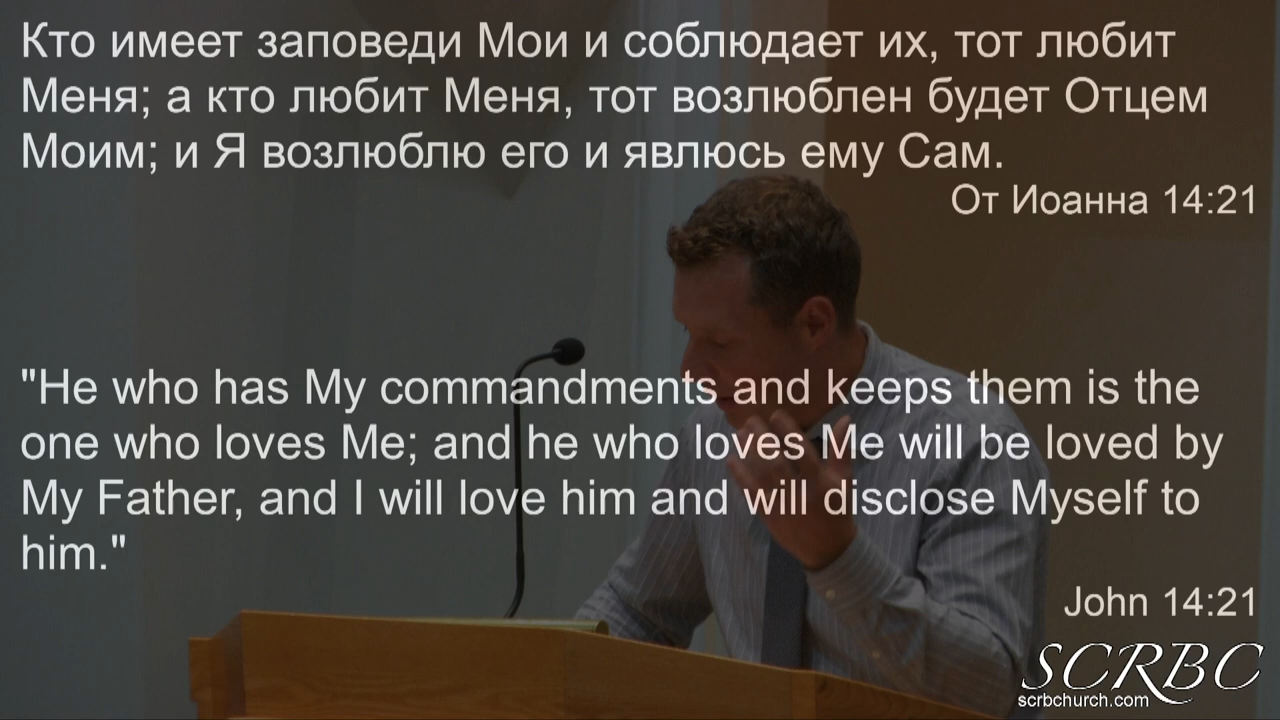 Кто имеет заповеди Мои и соблюдает их, тот любит
Меня; а кто любит Меня, тот возлюблен будет Отцем
Моим; и Я возлюблю его и явлюсь ему Сам.
От Иоанна 14:21
"He who has My commandments and keeps them is the
one who loves Me; and he who loves Me will be loved by
My Father, and I will love him and will disclose Myself to
him."
John 14:21
SCRBC
scrbchurch.com